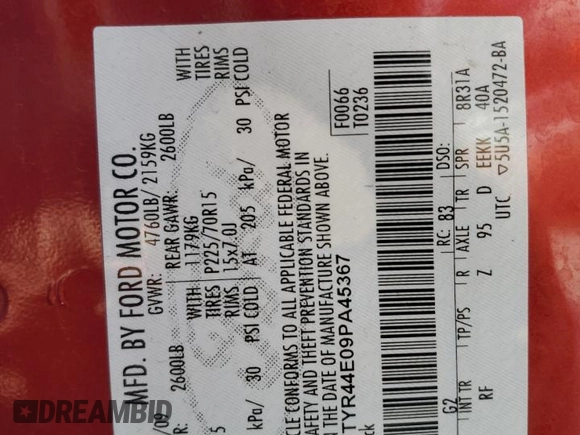 MFD. BY FORD MOTOR CO.
/09 GVWR: 4760LB/ 2159KG
2600LB REAR GAWR: 2600LB
1179KG WITH
P225/70R15 TIRES
15x7.0J RIMS
AT 205 kPa/ 30 PSI COLD
WITH
TIRES
RIMS
5
kPa/ 30 PSI COLD
CLE CONFORMS TO ALL APPLICABLE FEDERAL MOTOR
AFETY AND THEFT PREVENTION STANDARDS IN
ON THE DATE OF MANUFACTURE SHOWN ABOVE.
F0066
T0236
TYR44E09PA45367
ck
RC: 83 DSO:
G2 INT TR TP/PS R AXLE TR SPR 8R31A
RF Z 95 D EEKK 40A
UTC ▽5U5A-1520472-BA
DREAMBID